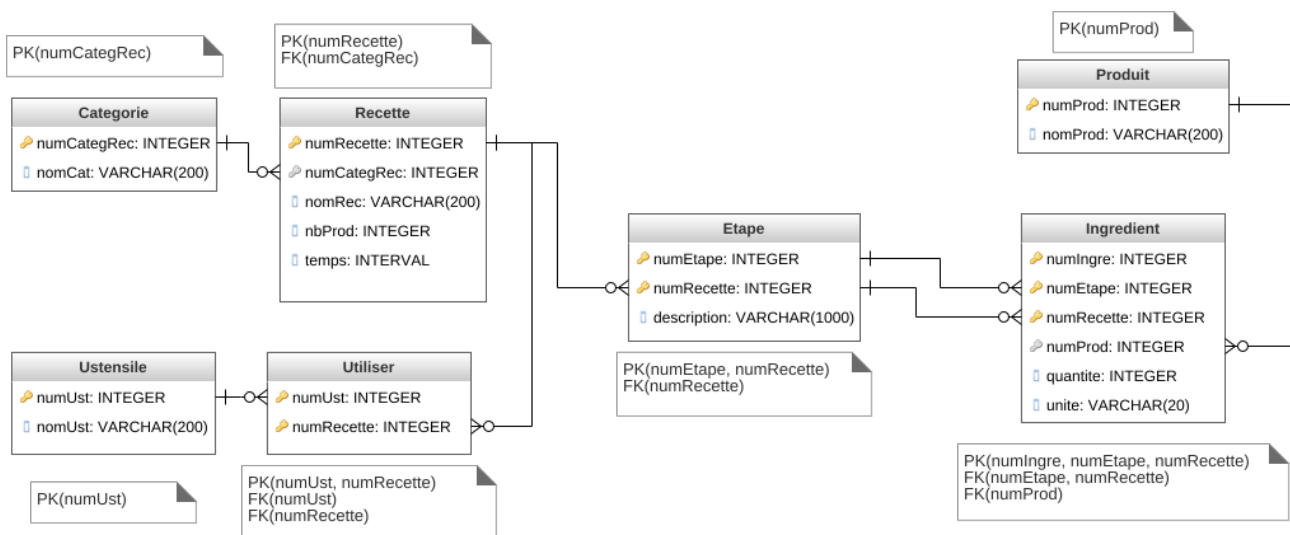 PK(numCategRec)
Categorie
numCategRec: INTEGER
nomCat: VARCHAR(200)
PK(numRecette)
FK(numCategRec)
Recette
numRecette: INTEGER
numCategRec: INTEGER
nomRec: VARCHAR(200)
nbProd: INTEGER
temps: INTERVAL
PK(numProd)
Produit
numProd: INTEGER
nomProd: VARCHAR(200)
Etape
numEtape: INTEGER
numRecette: INTEGER
description: VARCHAR(1000)
PK(numEtape, numRecette)
FK(numRecette)
Ingredient
numIngre: INTEGER
numEtape: INTEGER
numRecette: INTEGER
numProd: INTEGER
quantite: INTEGER
unite: VARCHAR(20)
PK(numIngre, numEtape, numRecette)
FK(numEtape, numRecette)
FK(numProd)
Ustensile
numUst: INTEGER
nomUst: VARCHAR(200)
PK(numUst)
Utiliser
numUst: INTEGER
numRecette: INTEGER
PK(numUst, numRecette)
FK(numUst)
FK(numRecette)